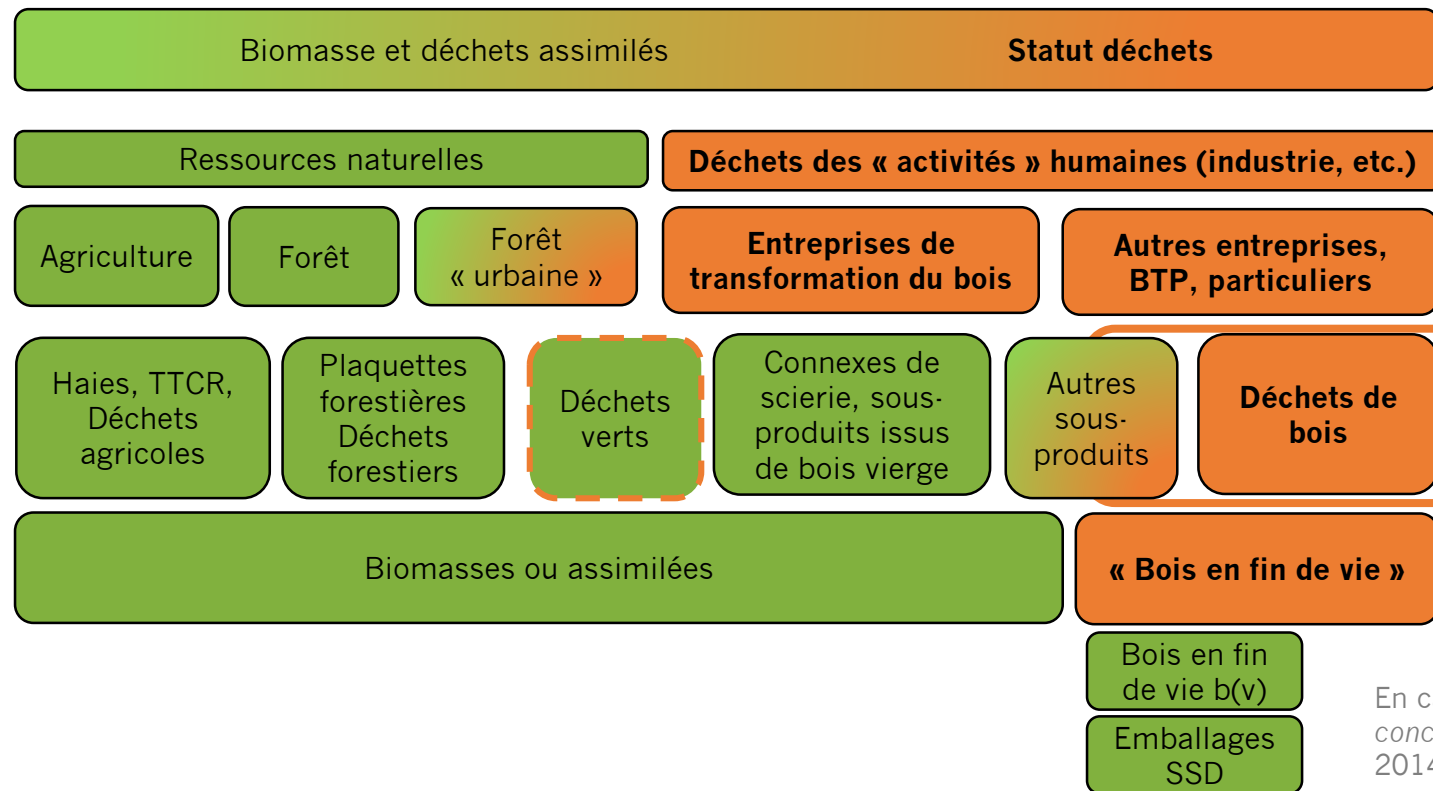 Biomasse et déchets assimilés
Statut déchets
Ressources naturelles
Déchets des « activités » humaines (industrie, etc.)
Agriculture
Forêt
Forêt
« urbaine »
Entreprises de
transformation du bois
Autres entreprises,
BTP, particuliers
Haies, TTCR,
Déchets
agricoles
Plaquettes
forestières
Déchets
forestiers
Déchets
verts
Connexes de
scierie, sous-
produits issus
de bois vierge
Autres
sous-
produits
Déchets de
bois
Biomasses ou assimilées
« Bois en fin de vie »
Bois en fin
de vie b(v)
Emballages
SSD
En c
conc
2014